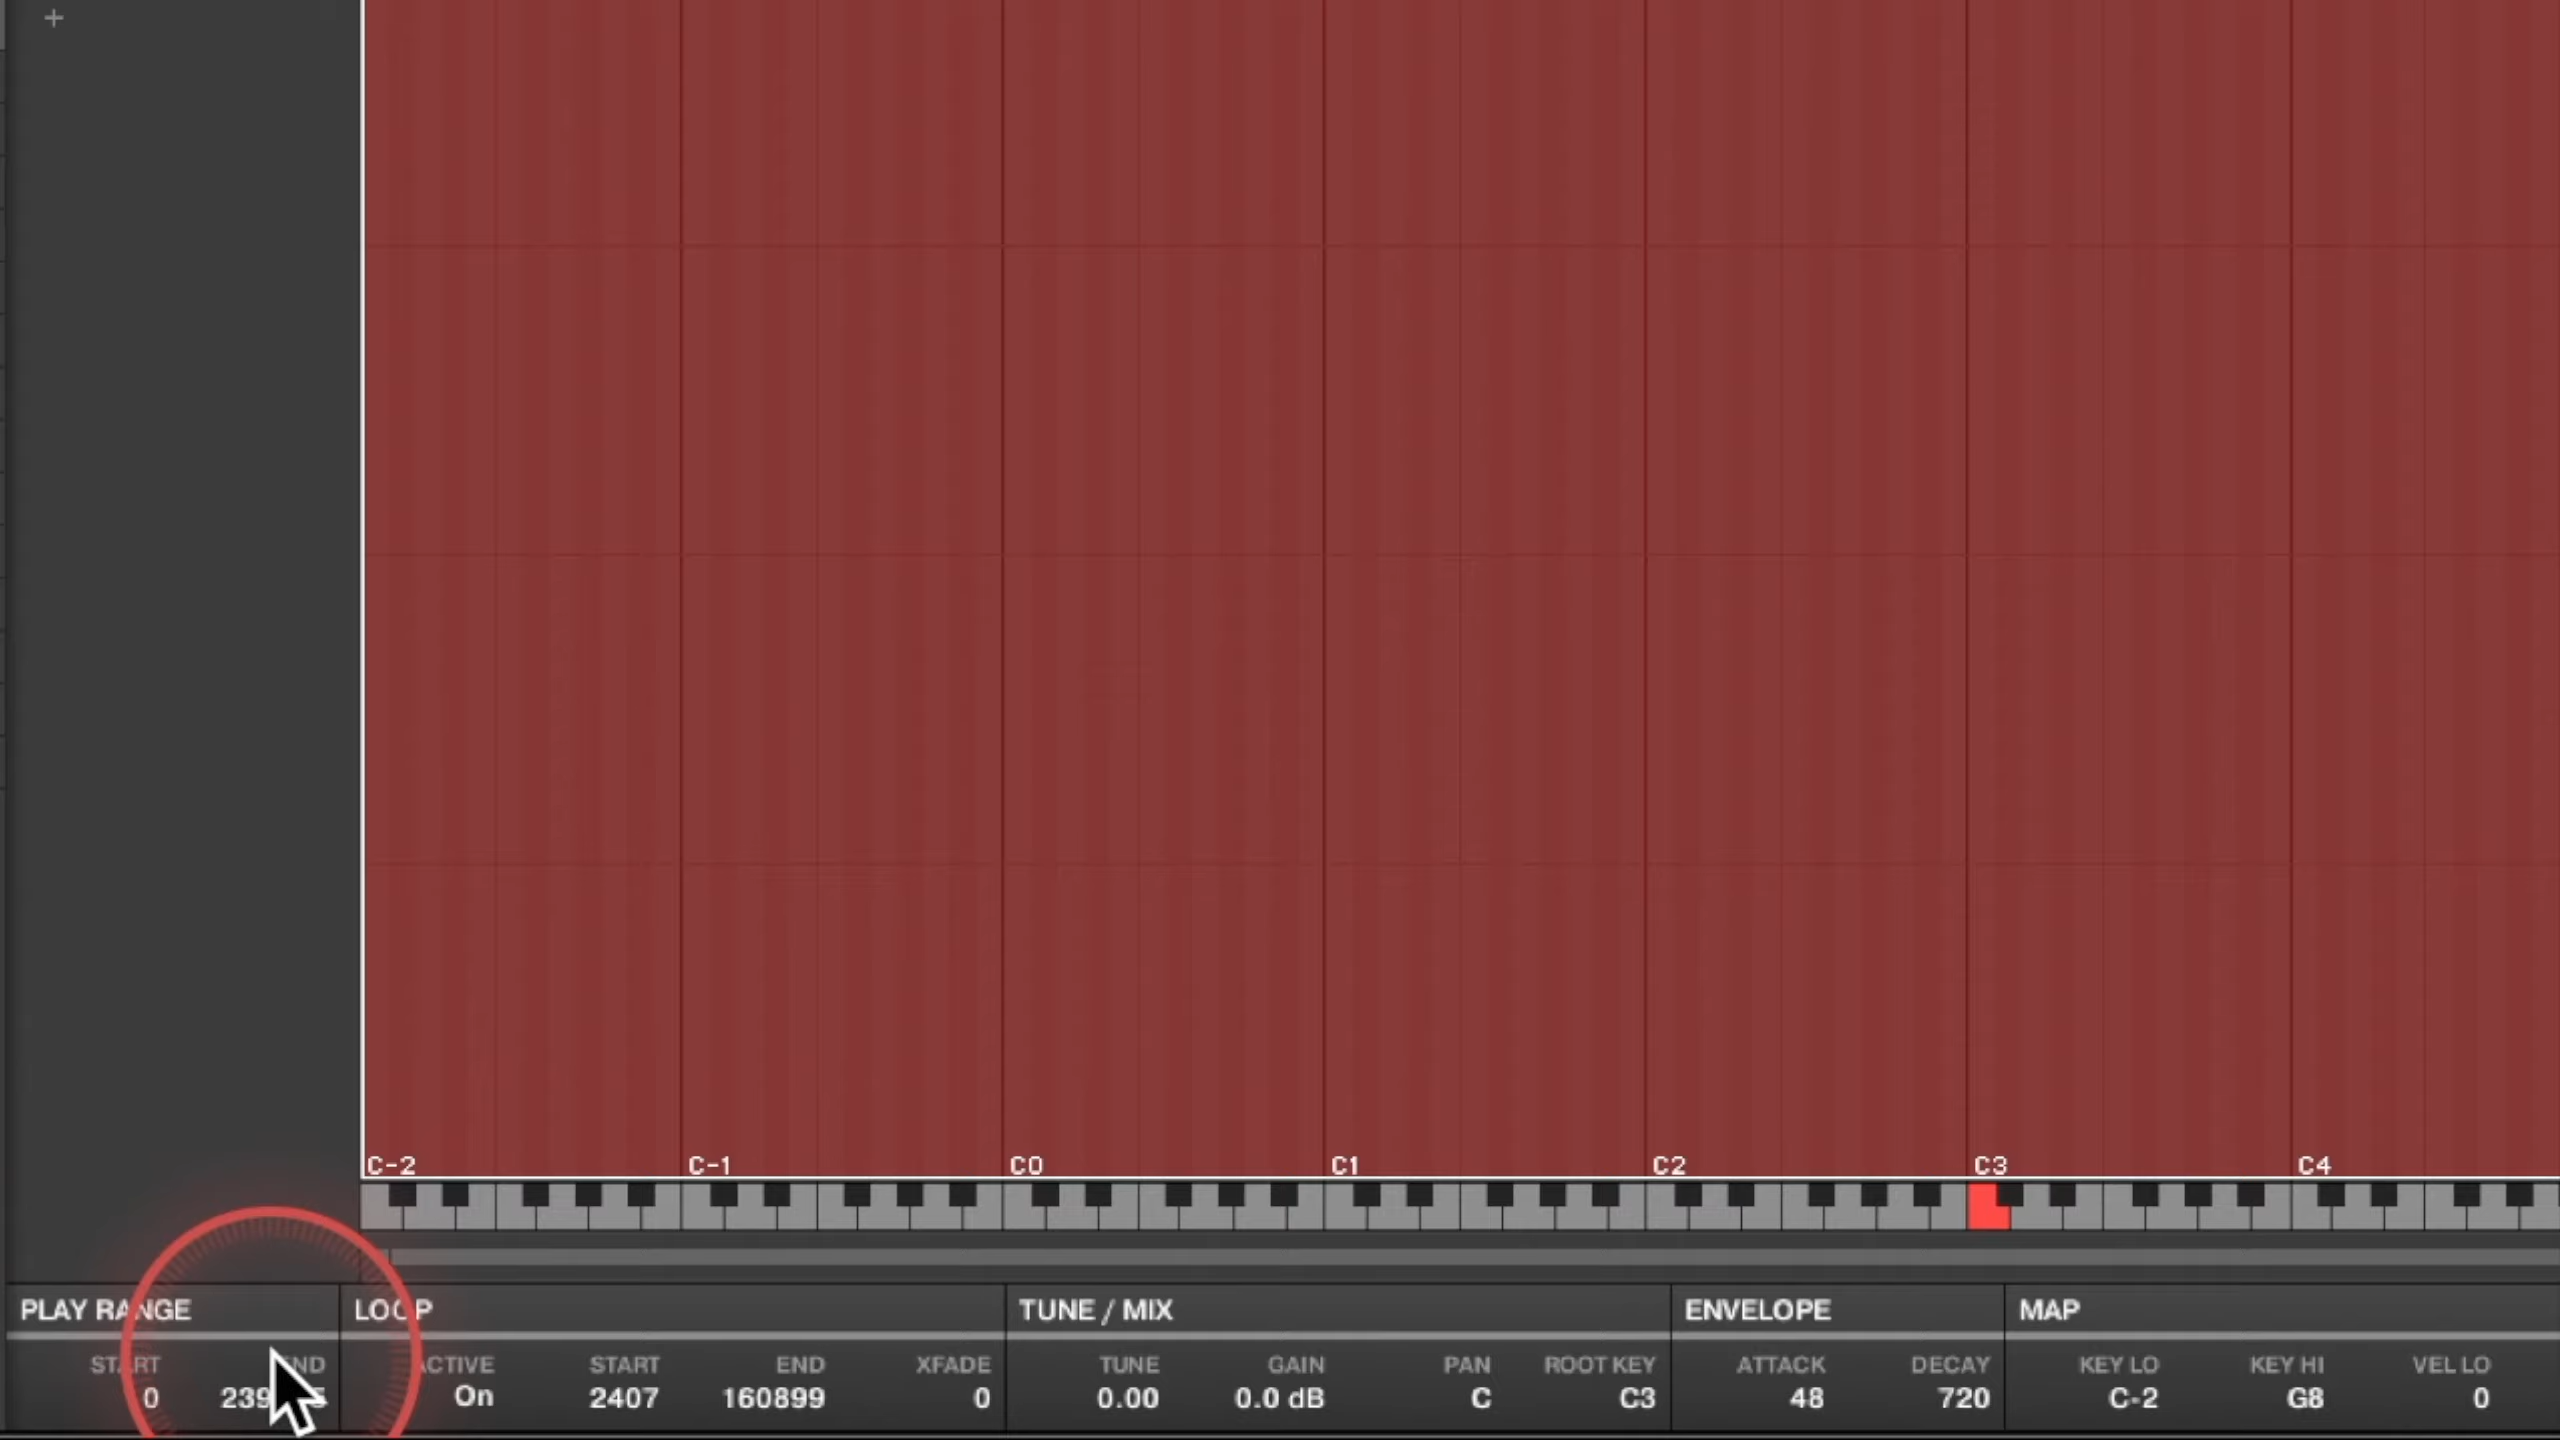 +
C-2 C-1 C0 C1 C2 C3 C4
PLAY RANGE LOOP TUNE / MIX ENVELOPE MAP
START END ACTIVE START END XFADE TUNE GAIN PAN ROOT KEY ATTACK DECAY KEY LO KEY HI VEL LO
0 On 2407 160899 0 0.00 0.0 dB C C3 48 720 C-2 G8 0